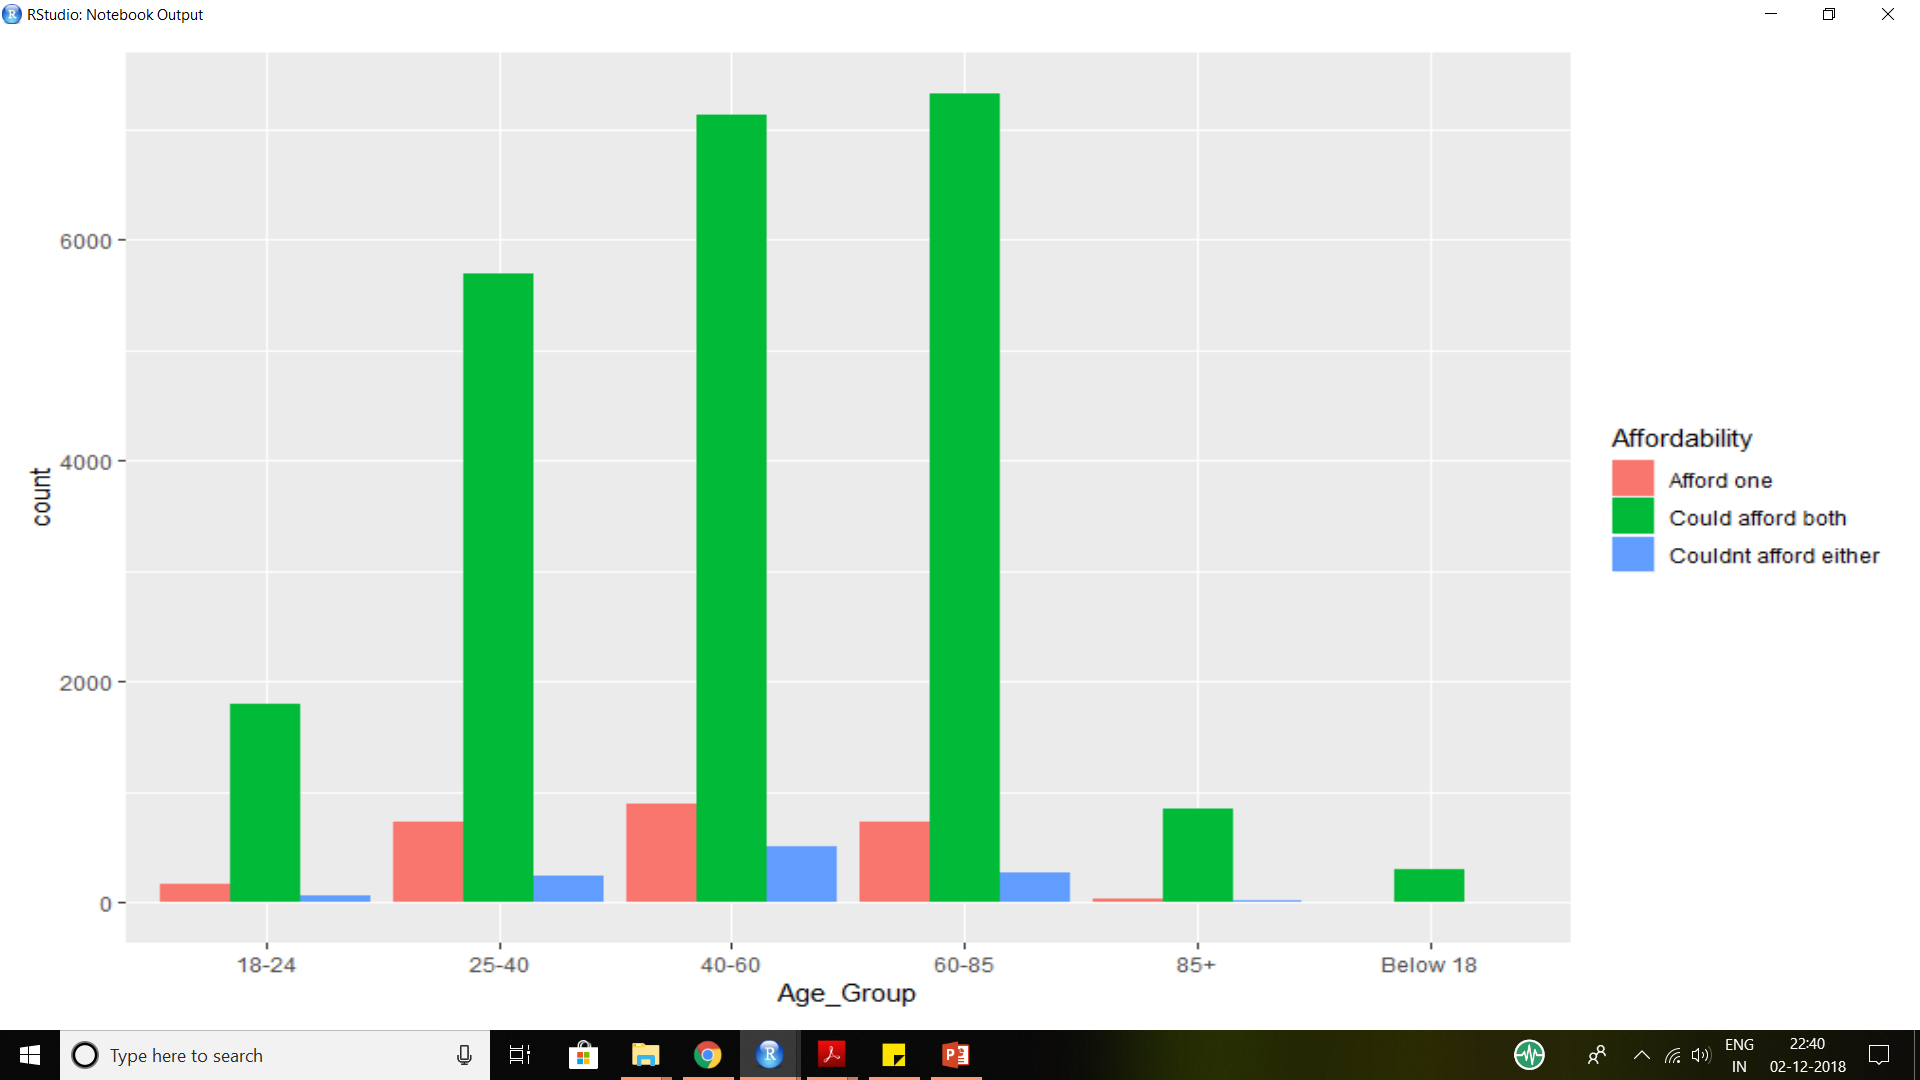 RStudio: Notebook Output
6000
4000
2000
0
count
18-24 25-40 40-60 60-85 85+ Below 18
Age_Group
Affordability
Afford one
Could afford both
Couldnt afford either
Type here to search
ENG
IN
22:40
02-12-2018